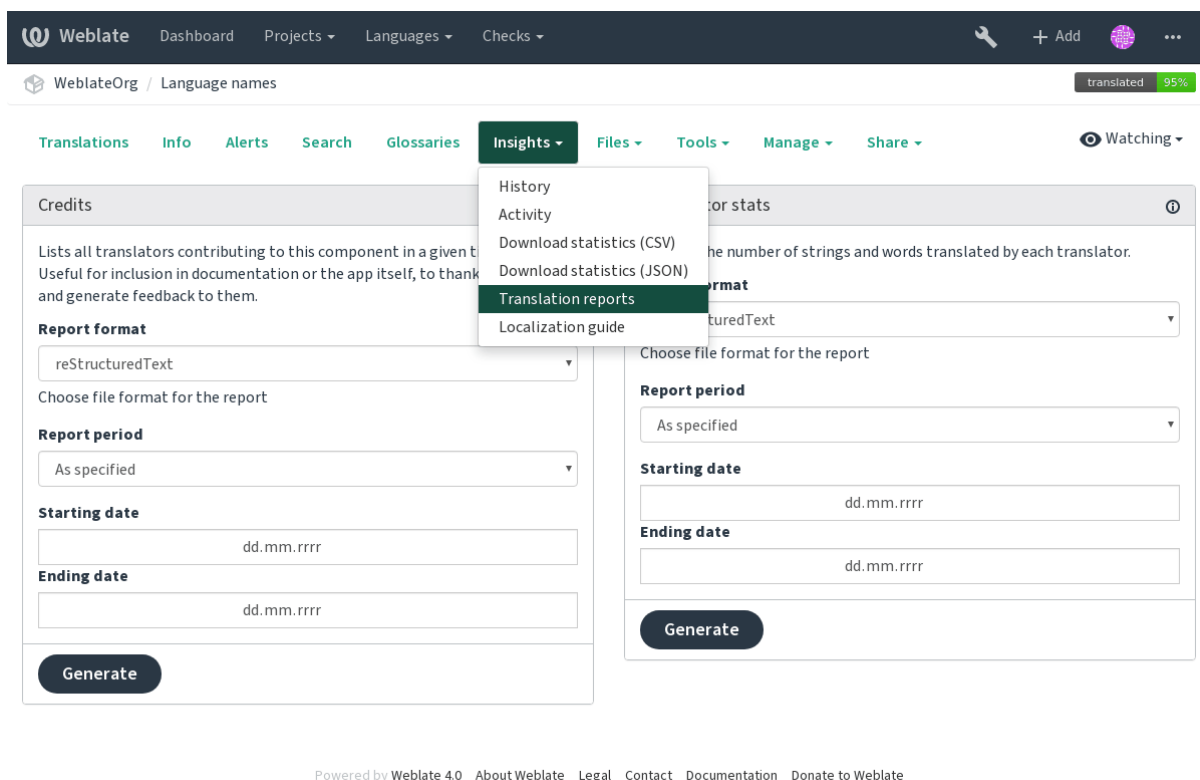 Weblate Dashboard Projects Languages Checks + Add
WeblateOrg / Language names translated 95%
Translations Info Alerts Search Glossaries Insights Files Tools Manage Share Watching
History
Activity
Download statistics (CSV)
Download statistics (JSON)
Translation reports
Localization guide
Credits
Lists all translators contributing to this component in a given
Useful for inclusion in documentation or the app itself, to thank
and generate feedback to them.
Report format
reStructuredText
Choose file format for the report
Report period
As specified
Starting date
dd.mm.rrrr
Ending date
dd.mm.rrrr
Generate
stats
number of strings and words translated by each translator.
Choose file format for the report
Report period
As specified
Starting date
dd.mm.rrrr
Ending date
dd.mm.rrrr
Generate
Powered by Weblate 4.0 About Weblate Legal Contact Documentation Donate to Weblate